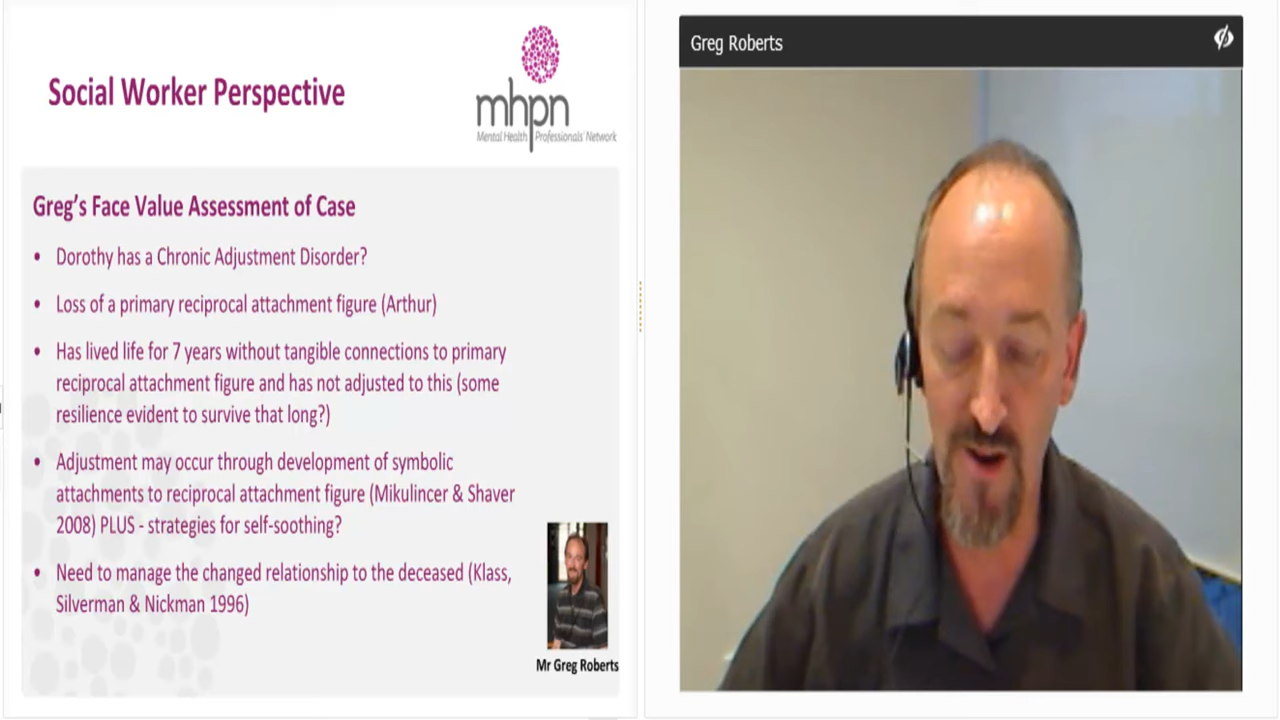 Social Worker Perspective
mhpn
Mental Health Professionals' Network
Greg's Face Value Assessment of Case
• Dorothy has a Chronic Adjustment Disorder?
• Loss of a primary reciprocal attachment figure (Arthur)
• Has lived life for 7 years without tangible connections to primary
reciprocal attachment figure and has not adjusted to this (some
resilience evident to survive that long?)
• Adjustment may occur through development of symbolic
attachments to reciprocal attachment figure (Mikulincer & Shaver
2008) PLUS - strategies for self-soothing?
• Need to manage the changed relationship to the deceased (Klass,
Silverman & Nickman 1996)
Mr Greg Roberts
Greg Roberts